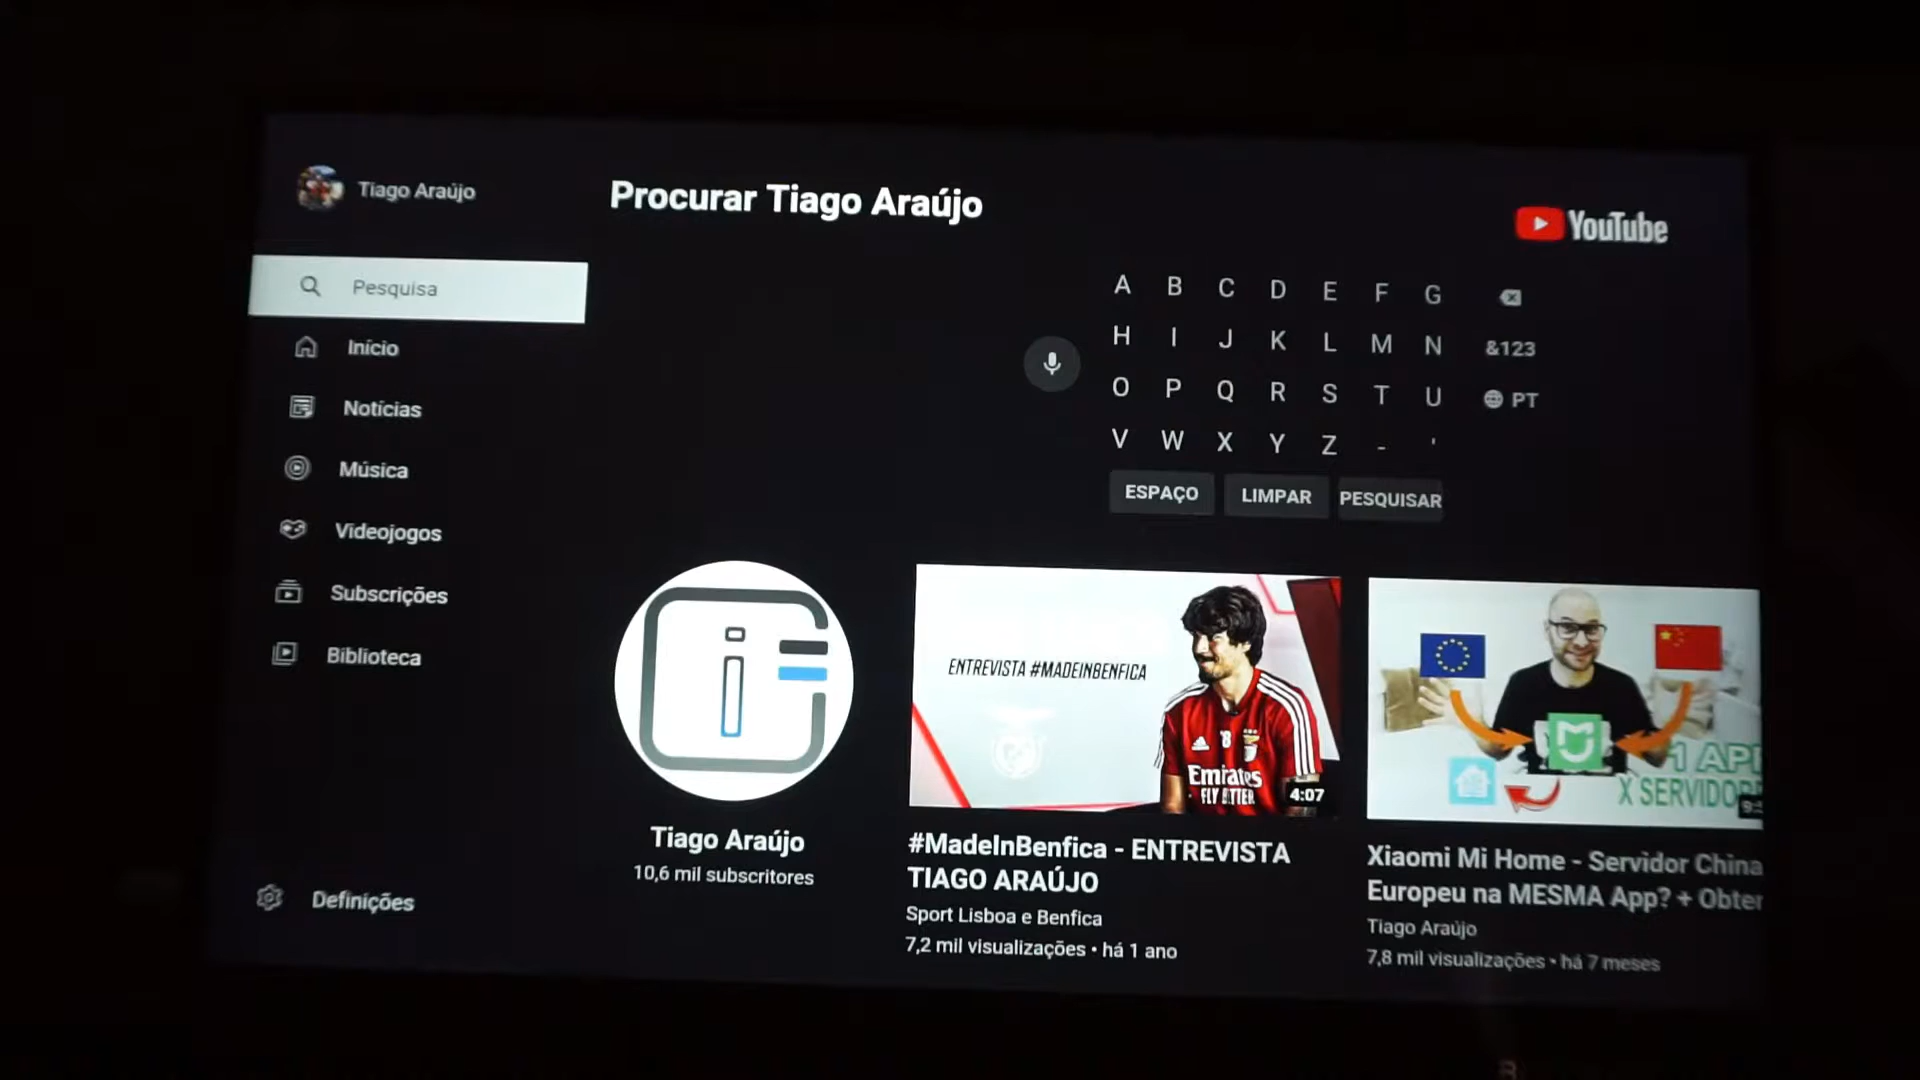 Tiago Araújo
Procurar Tiago Araújo
YouTube
Pesquisa
Início
Notícias
Música
Videojogos
Subscrições
Biblioteca
Definições
A B C D E F G
H I J K L M N &123
O P Q R S T U PT
V W X Y Z - '
ESPAÇO LIMPAR PESQUISAR
Tiago Araújo
10,6 mil subscritores
ENTREVISTA #MADEINBENFICA
Emirates
FLY BETTER
4:07
#MadeInBenfica - ENTREVISTA
TIAGO ARAÚJO
Sport Lisboa e Benfica
7,2 mil visualizações • há 1 ano
1 AP
X SERVIDO
Xiaomi Mi Home - Servidor China
Europeu na MESMA App? + Obter
Tiago Araújo
7,8 mil visualizações • há 7 meses